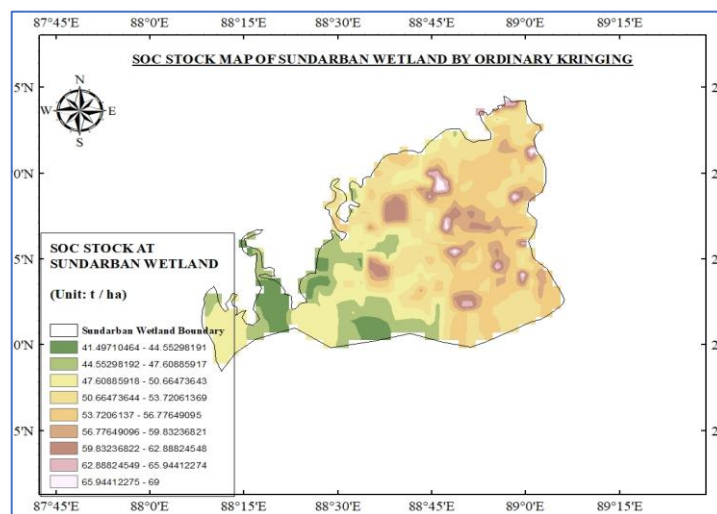 87°45'E 88°0'E 88°15'E 88°30'E 88°45'E 89°0'E 89°15'E
SOC STOCK MAP OF SUNDARBAN WETLAND BY ORDINARY KRINGING
N
W E
S
5'N
0'N
5'N
0'N
5'N
SOC STOCK AT
SUNDARBAN WETLAND
(Unit: t / ha)
Sundarban Wetland Boundary
41.49710464 - 44.55298191
44.55298192 - 47.60885917
47.60885918 - 50.66473643
50.66473644 - 53.72061369
53.7206137 - 56.77649095
56.77649096 - 59.83236821
59.83236822 - 62.88824548
62.88824549 - 65.94412274
65.94412275 - 69
87°45'E 88°0'E 88°15'E 88°30'E 88°45'E 89°0'E 89°15'E